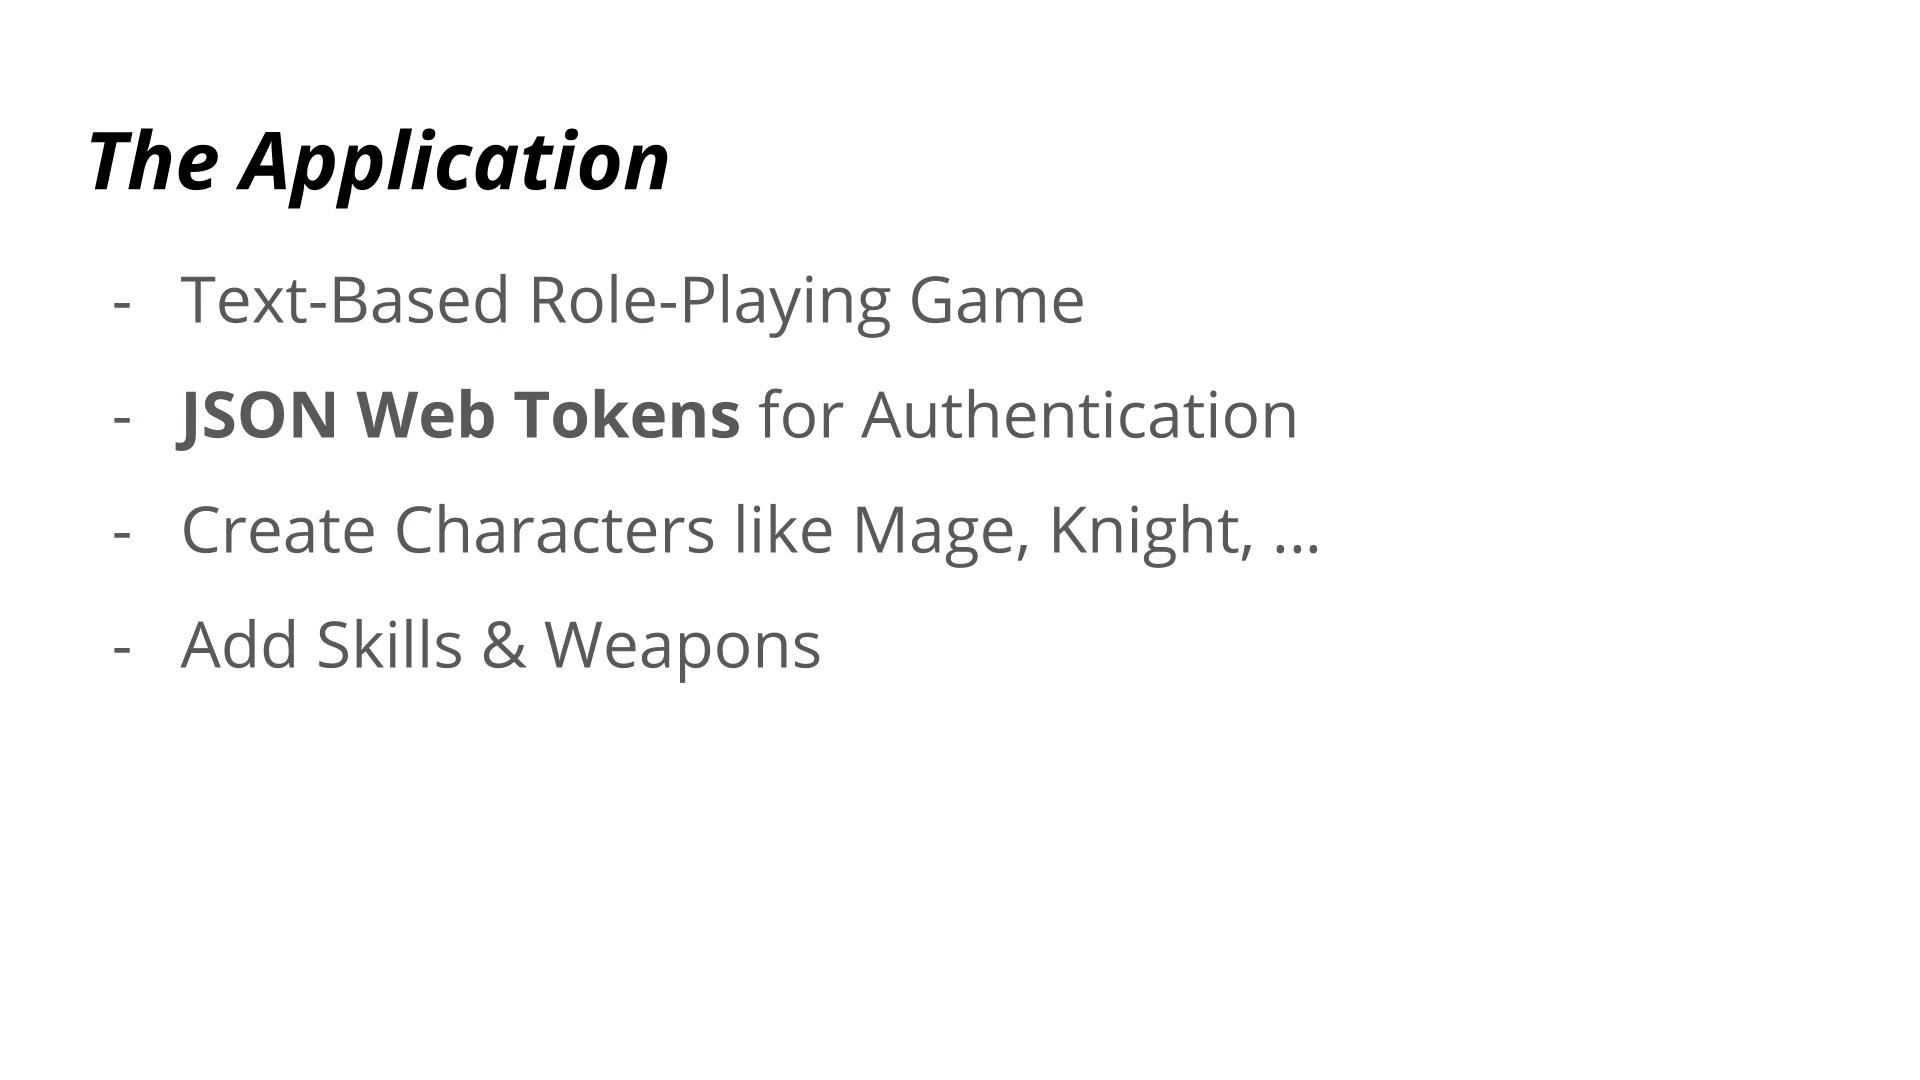 The Application
- Text-Based Role-Playing Game
- JSON Web Tokens for Authentication
- Create Characters like Mage, Knight, ...
- Add Skills & Weapons